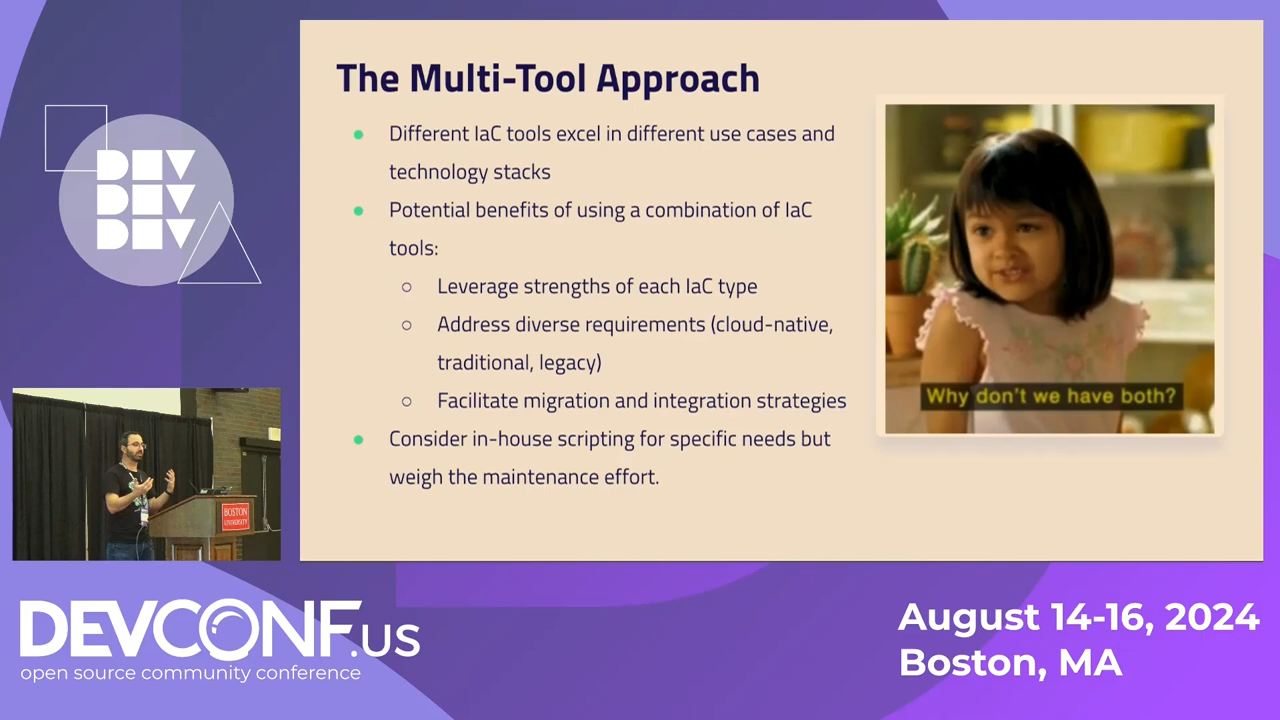 The Multi-Tool Approach
Different IaC tools excel in different use cases and
technology stacks
Potential benefits of using a combination of IaC
tools:
Leverage strengths of each IaC type
Address diverse requirements (cloud-native,
traditional, legacy)
Facilitate migration and integration strategies
Consider in-house scripting for specific needs but
weigh the maintenance effort.
Why don't we have both?
DEV
DEV
DEV
BOSTON
UNIVERSITY
DEVCONF.US
open source community conference
August 14-16, 2024
Boston, MA